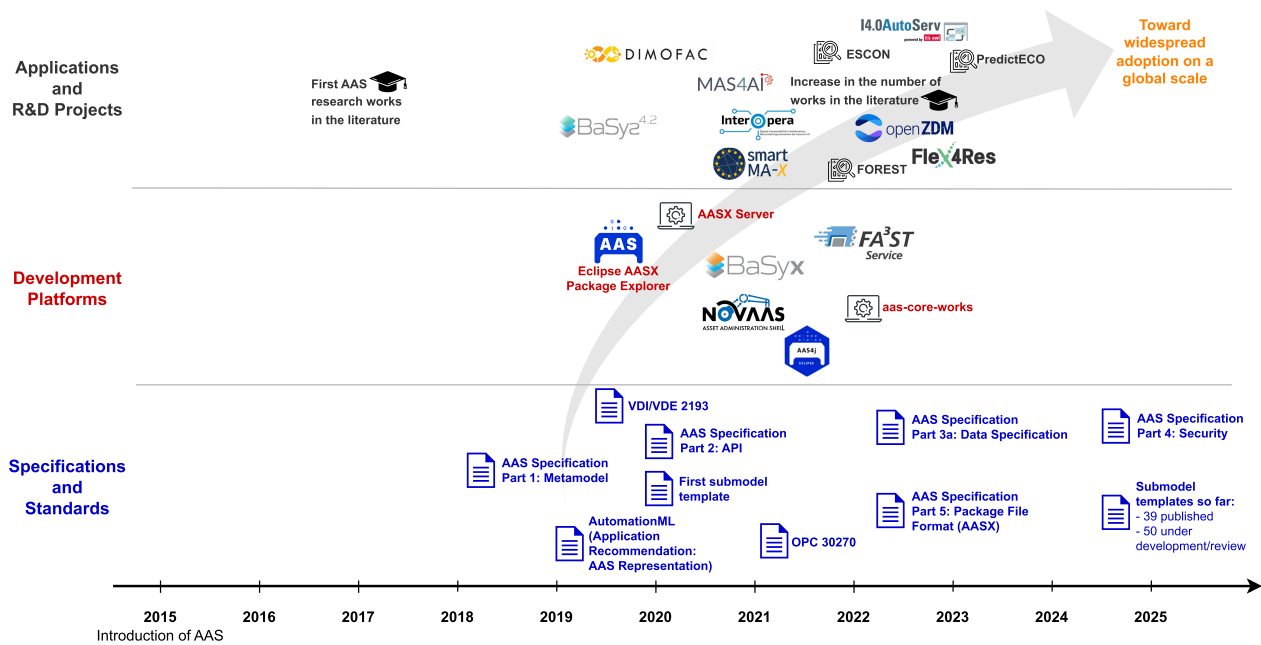 Applications
and
R&D Projects
First AAS
research works
in the literature
DIMOFAC
BaSys 4.2
MAS4AI
InterOpera
smart
MA-X
I4.0AutoServ
powered by
ESCON
PredictECO
Increase in the number of
works in the literature
openZDM
FOREST
Flex4Res
Toward
widespread
adoption on a
global scale
Development
Platforms
AAS
Eclipse AASX
Package Explorer
AASX Server
BaSyx
NOVAAS
ASSET ADMINISTRATION SHELL
AAS4j
ECLIPSE
FA³ST
Service
aas-core-works
Specifications
and
Standards
VDI/VDE 2193
AAS Specification
Part 1: Metamodel
AAS Specification
Part 2: API
First submodel
template
AutomationML
(Application
Recommendation:
AAS Representation)
OPC 30270
AAS Specification
Part 3a: Data Specification
AAS Specification
Part 5: Package File
Format (AASX)
AAS Specification
Part 4: Security
Submodel
templates so far:
- 39 published
- 50 under
development/review
2015
2016
2017
2018
2019
2020
2021
2022
2023
2024
2025
Introduction of AAS